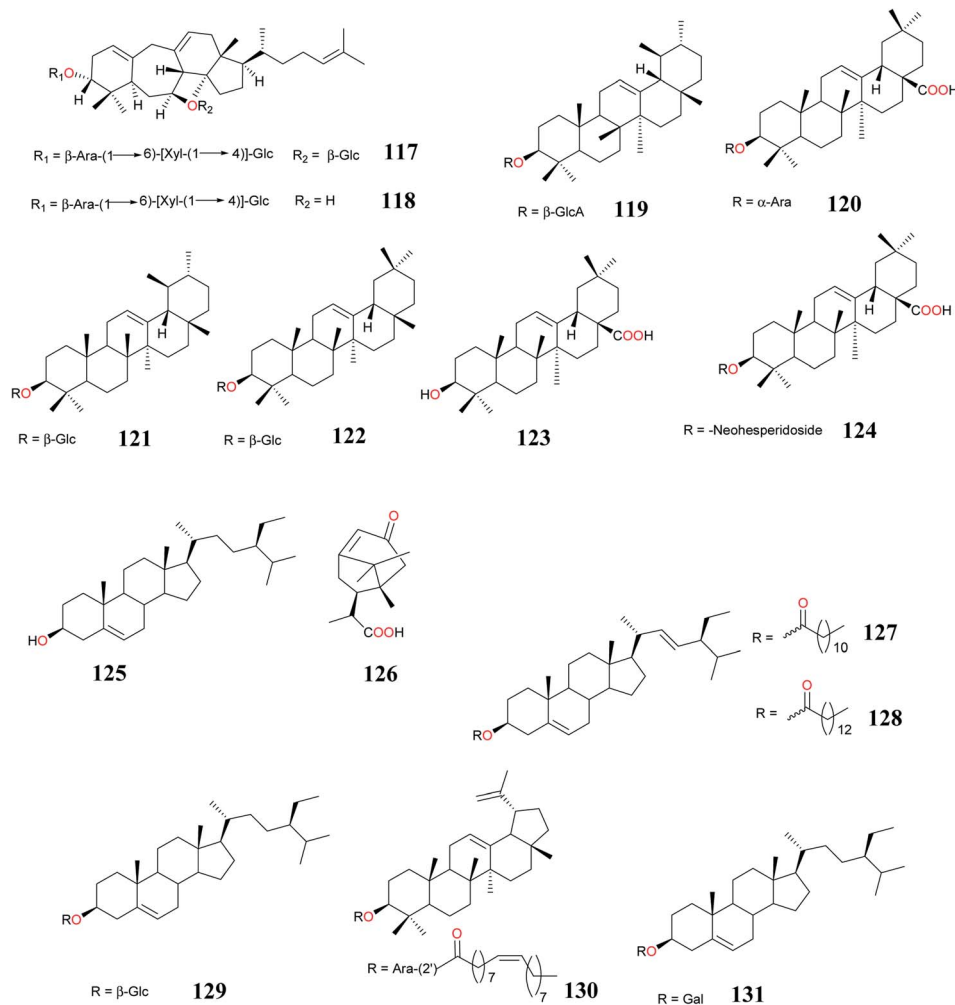 R1O
H
H
H
H
OR2
R1 = β-Ara-(1⟶6)-[Xyl-(1⟶4)]-Glc R2 = β-Glc 117
R1 = β-Ara-(1⟶6)-[Xyl-(1⟶4)]-Glc R2 = H 118
H
RO
R = β-GlcA 119
H
COOH
RO
R = α-Ara 120
H
RO
R = β-Glc 121
H
RO
R = β-Glc 122
H
COOH
HO
123
H
COOH
RO
R = -Neohesperidoside 124
HO
125
O
COOH
126
RO
O
R = 10 127
O
R = 12 128
RO
R = β-Glc 129
RO
O
R = Ara-(2') 7 7 130
RO
R = Gal 131